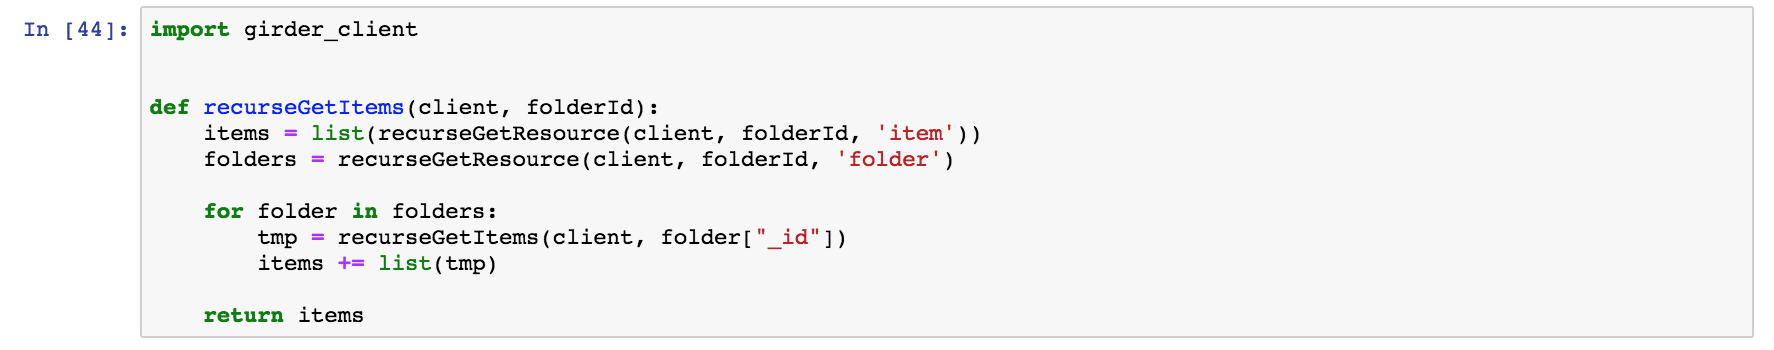 In [44]: import girder_client
def recurseGetItems(client, folderId):
    items = list(recurseGetResource(client, folderId, 'item'))
    folders = recurseGetResource(client, folderId, 'folder')
    for folder in folders:
        tmp = recurseGetItems(client, folder["_id"])
        items += list(tmp)
    return items